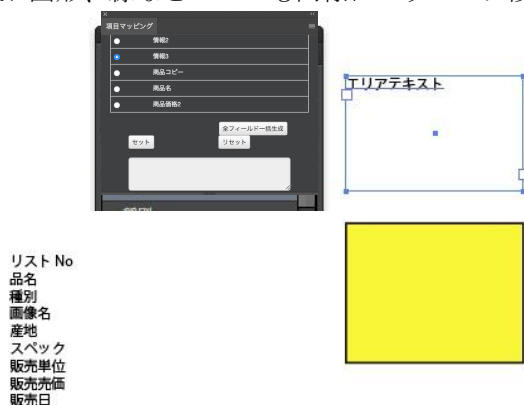 項目マッピング
情報2
情報3
商品コピー
商品名
商品価格2
全フィールド一括生成
セット
リセット
エリアテキスト
リスト No
品名
種別
画像名
産地
スペック
販売単位
販売売価
販売日